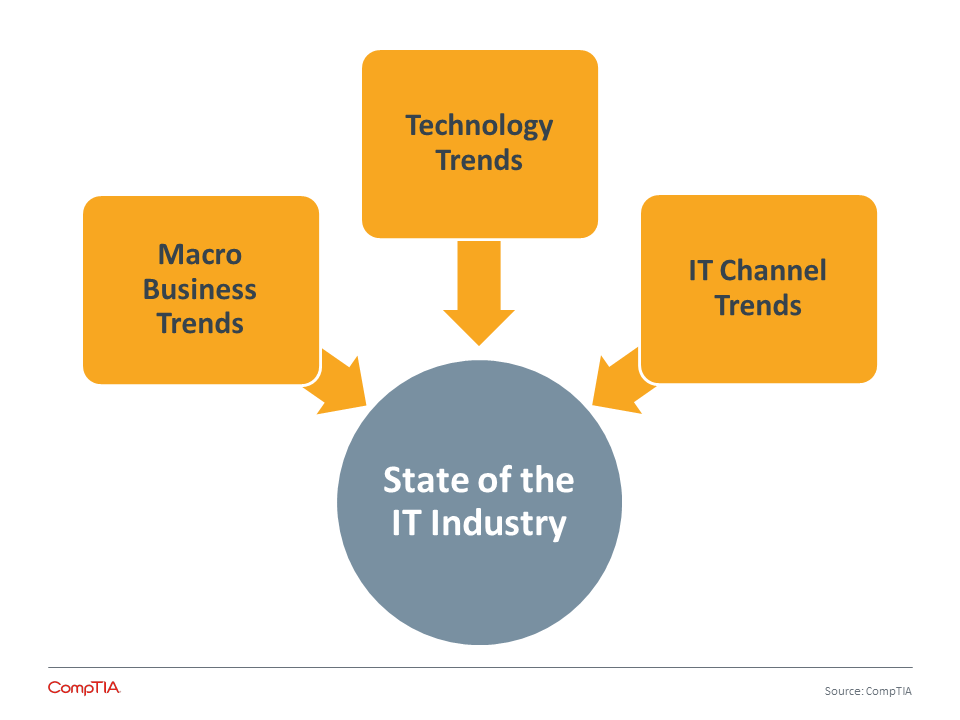 Technology
Trends
Macro
Business
Trends
IT Channel
Trends
State of the
IT Industry
CompTIA
Source: CompTIA